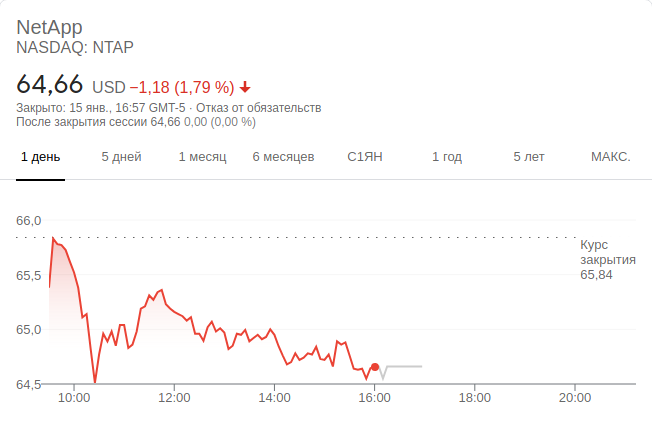 NetApp
NASDAQ: NTAP
64,66 USD −1,18 (1,79 %)
Закрыто: 15 янв., 16:57 GMT-5 · Отказ от обязательств
После закрытия сессии 64,66 0,00 (0,00 %)
1 день 5 дней 1 месяц 6 месяцев С1ЯН 1 год 5 лет МАКС.
66,0
Курс
закрытия
65,84
65,5
65,0
64,5
10:00 12:00 14:00 16:00 18:00 20:00